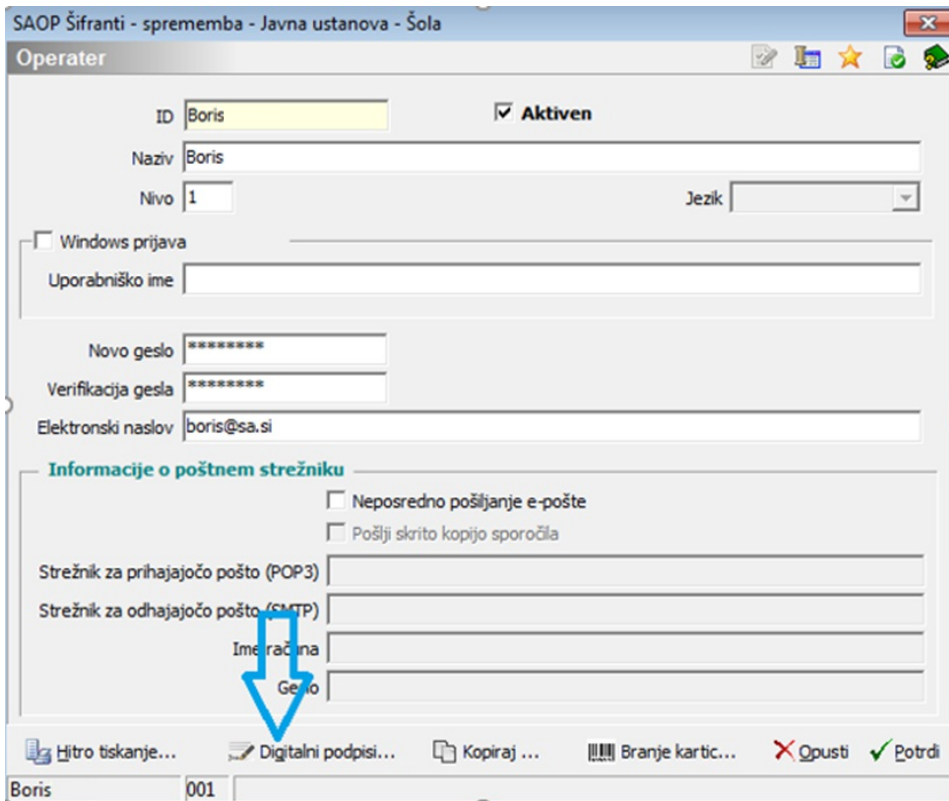 SAOP Šifranti - sprememba - Javna ustanova - Šola
Operater
ID Boris Aktiven
Naziv Boris
Nivo 1 Jezik
Windows prijava
Uporabniško ime
Novo geslo ********
Verifikacija gesla ********
Elektronski naslov boris@sa.si
Informacije o poštnem strežniku
Neposredno pošiljanje e-pošte
Pošlji skrito kopijo sporočila
Strežnik za prihajajočo pošto (POP3)
Strežnik za odhajajočo pošto (SMTP)
Ime računa
Geslo
Hitro tiskanje... Digitalni podpisi... Kopiraj ... Branje kartic... Opusti Potrdi
Boris 001